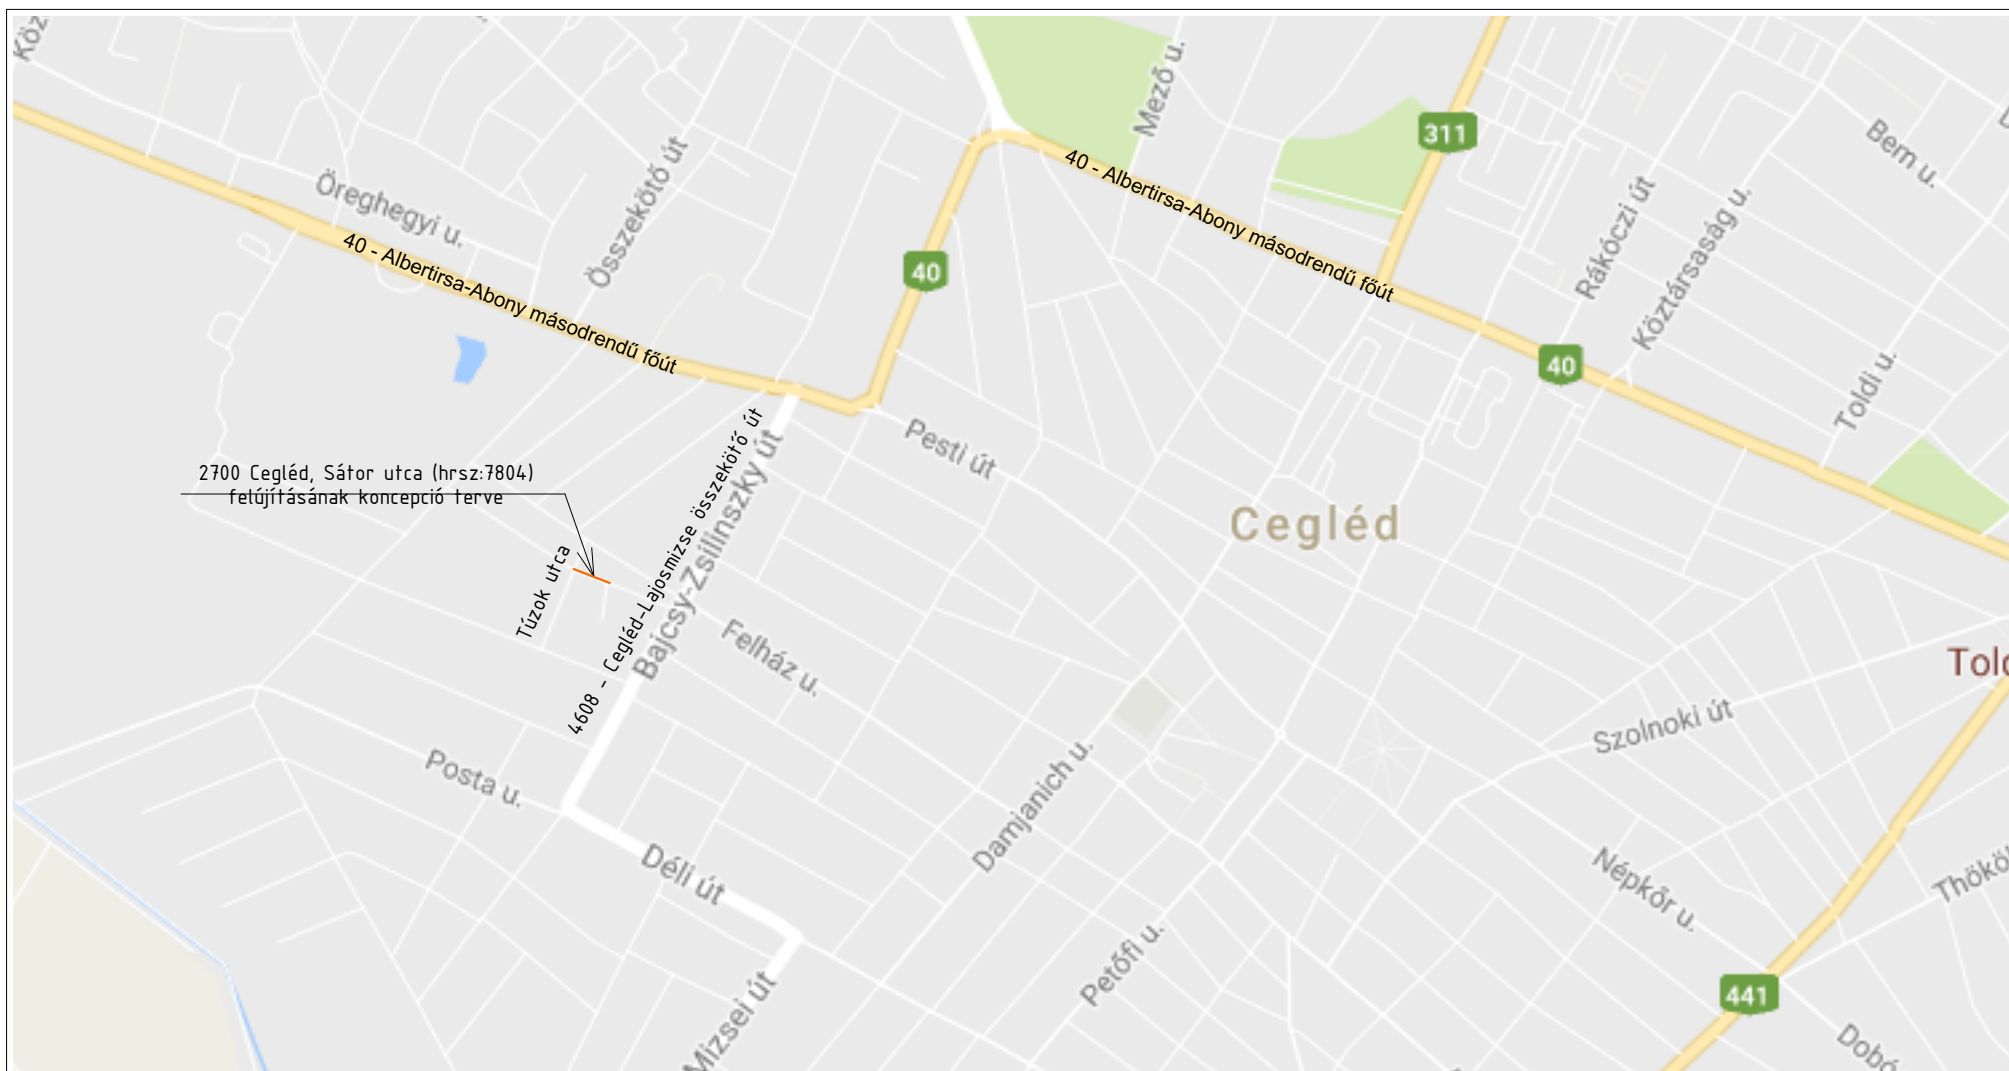 Köz
Mező u.
311
Bem u.
40 - Albertirsa-Abony másodrendű főút
Öreghegyi u.
Összekötő út
Rákóczi út
Köztársaság u.
40
40 - Albertirsa-Abony másodrendű főút
40
Toldi u.
Pesti út
2700 Cegléd, Sátor utca (hrsz:7804)
felújításának koncepció terve
Cegléd
Túzok utca
4608 - Cegléd-Lajosmizse összekötő út
Bajcsy-Zsilinszky út
Felház u.
Told
Szolnoki út
Posta u.
Damjanich u.
Déli út
Népkör u.
Thököl
Petőfi u.
Mizsei út
441
Dobó